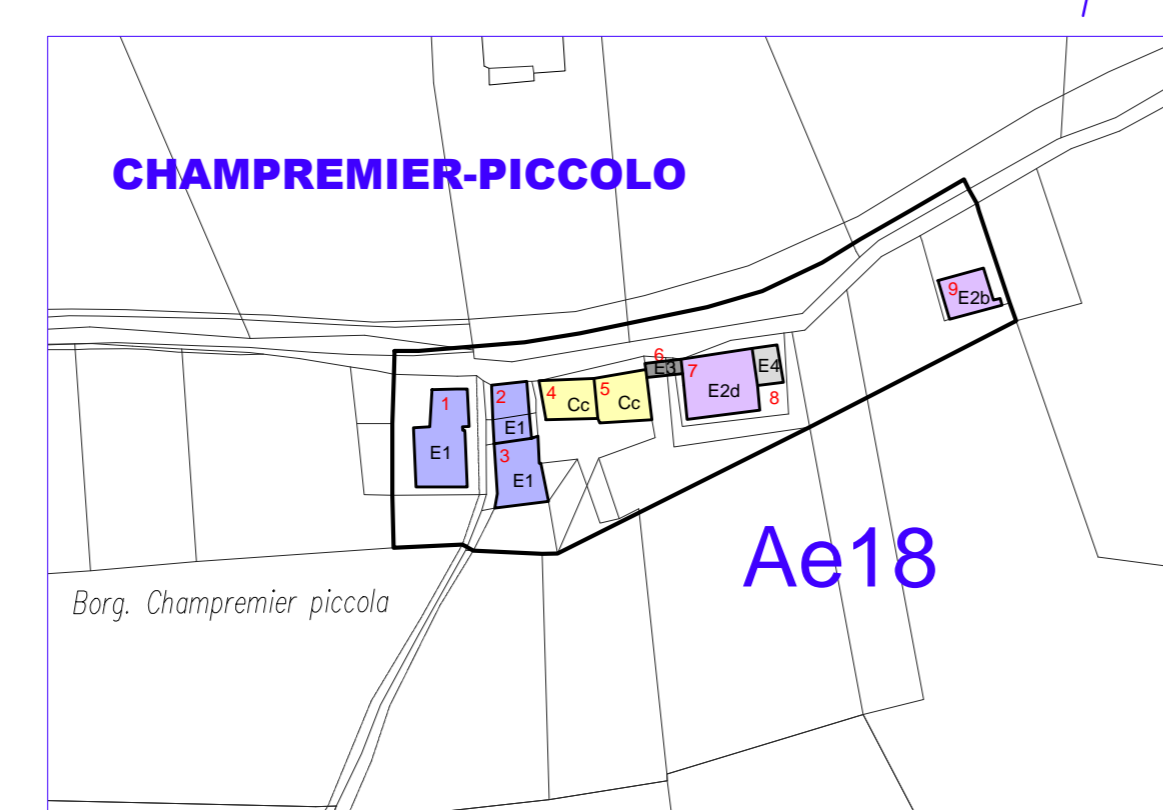 CHAMPREMIER-PICCOLO
9
E2b
6
E3
7
E2d
E4
8
1
E1
2
E1
3
E1
4
Cc
5
Cc
Ae18
Borg. Champremier piccola